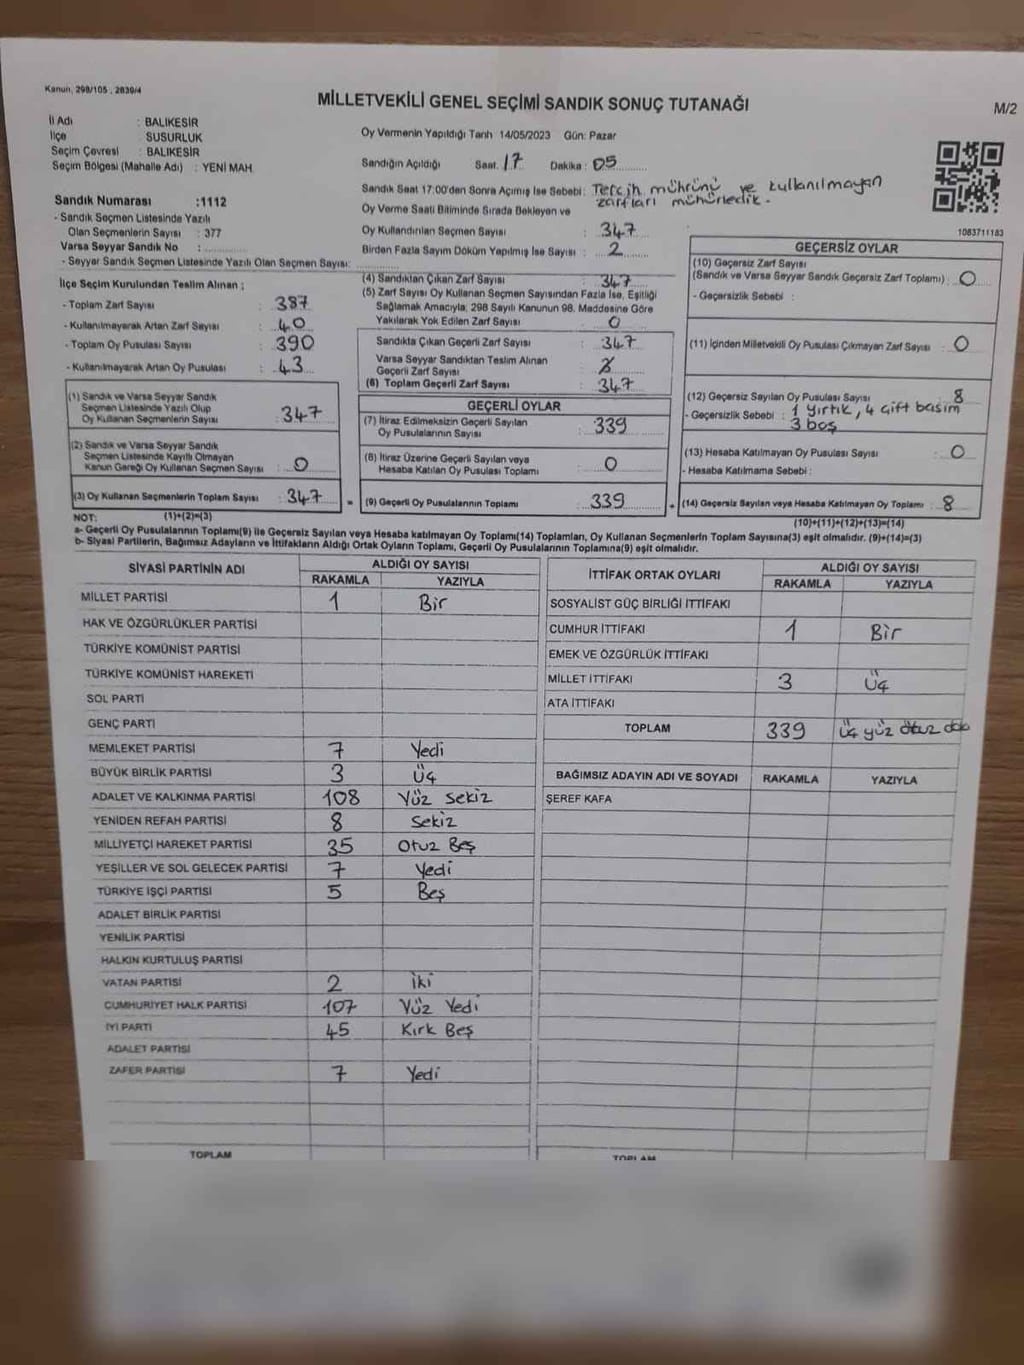 Kanun, 298/105 , 2839/4
MİLLETVEKİLİ GENEL SEÇİMİ SANDIK SONUÇ TUTANAĞI
M/2
İl Adı : BALIKESİR
İlçe : SUSURLUK
Seçim Çevresi : BALIKESİR
Seçim Bölgesi (Mahalle Adı) : YENİ MAH.
Sandık Numarası :1112
- Sandık Seçmen Listesinde Yazılı
Olan Seçmenlerin Sayısı : 377
Varsa Seyyar Sandık No :
- Seyyar Sandık Seçmen Listesinde Yazılı Olan Seçmen Sayısı:
İlçe Seçim Kurulundan Teslim Alınan ;
- Toplam Zarf Sayısı : 387
- Kullanılmayarak Artan Zarf Sayısı : 40
- Toplam Oy Pusulası Sayısı : 390
- Kullanılmayarak Artan Oy Pusulası : 43
(1) Sandık ve Varsa Seyyar Sandık
Seçmen Listesinde Yazılı Olup
Oy Kullanan Seçmenlerin Sayısı : 347
(2) Sandık ve Varsa Seyyar Sandık
Seçmen Listesinde Kayıtlı Olmayan
Kanun Gereği Oy Kullanan Seçmen Sayısı : 0
(3) Oy Kullanan Seçmenlerin Toplam Sayısı : 347
Oy Vermenin Yapıldığı Tarih 14/05/2023 Gün: Pazar
Sandığın Açıldığı Saat. 17 Dakika : 05
Sandık Saat 17:00'den Sonra Açımış İse Sebebi: Tercih mührünü ve kullanılmayan
zarfları mühürledik.
Oy Verme Saati Bitiminde Sırada Bekleyen ve
Oy Kullandırılan Seçmen Sayısı : 347
Birden Fazla Sayım Döküm Yapılmış İse Sayısı : 2
(4) Sandıktan Çıkan Zarf Sayısı : 347
(5) Zarf Sayısı Oy Kullanan Seçmen Sayısından Fazla İse, Eşitliği
Sağlamak Amacıyla, 298 Sayılı Kanunun 98. Maddesine Göre
Yakılarak Yok Edilen Zarf Sayısı : 0
Sandıkta Çıkan Geçerli Zarf Sayısı : 347
Varsa Seyyar Sandıktan Teslim Alınan
Geçerli Zarf Sayısı :
(6) Toplam Geçerli Zarf Sayısı : 347
GEÇERLİ OYLAR
(7) İtiraz Edilmeksizin Geçerli Sayılan
Oy Pusulalarının Sayısı : 339
(8) İtiraz Üzerine Geçerli Sayılan veya
Hesaba Katılan Oy Pusulası Toplamı : 0
= (9) Geçerli Oy Pusulalarının Toplamı : 339
1083711183
GEÇERSİZ OYLAR
(10) Geçersiz Zarf Sayısı
(Sandık ve Varsa Seyyar Sandık Geçersiz Zarf Toplamı) : 0
- Geçersizlik Sebebi :
(11) İçinden Milletvekili Oy Pusulası Çıkmayan Zarf Sayısı : 0
(12) Geçersiz Sayılan Oy Pusulası Sayısı : 8
- Geçersizlik Sebebi : 1 yırtık, 4 çift basım
3 boş
(13) Hesaba Katılmayan Oy Pusulası Sayısı : 0
- Hesaba Katılmama Sebebi :
+ (14) Geçersiz Sayılan veya Hesaba Katılmayan Oy Toplamı : 8
NOT: (1)+(2)=(3)
(10)+(11)+(12)+(13)=(14)
a- Geçerli Oy Pusulalarının Toplamı(9) ile Geçersiz Sayılan veya Hesaba katılmayan Oy Toplamı(14) Toplamları, Oy Kullanan Seçmenlerin Toplam Sayısına(3) eşit olmalıdır. (9)+(14)=(3)
b- Siyasi Partilerin, Bağımsız Adayların ve İttifakların Aldığı Ortak Oyların Toplamı, Geçerli Oy Pusulalarının Toplamına(9) eşit olmalıdır.
SİYASİ PARTİNİN ADI
ALDIĞI OY SAYISI
RAKAMLA YAZIYLA
MİLLET PARTİSİ 1 Bir
HAK VE ÖZGÜRLÜKLER PARTİSİ
TÜRKİYE KOMÜNİST PARTİSİ
TÜRKİYE KOMÜNİST HAREKETİ
SOL PARTİ
GENÇ PARTİ
MEMLEKET PARTİSİ 7 Yedi
BÜYÜK BİRLİK PARTİSİ 3 Üç
ADALET VE KALKINMA PARTİSİ 108 Yüz Sekiz
YENİDEN REFAH PARTİSİ 8 Sekiz
MİLLİYETÇİ HAREKET PARTİSİ 35 Otuz Beş
YEŞİLLER VE SOL GELECEK PARTİSİ 7 Yedi
TÜRKİYE İŞÇİ PARTİSİ 5 Beş
ADALET BİRLİK PARTİSİ
YENİLİK PARTİSİ
HALKIN KURTULUŞ PARTİSİ
VATAN PARTİSİ 2 İki
CUMHURİYET HALK PARTİSİ 107 Yüz Yedi
İYİ PARTİ 45 Kırk Beş
ADALET PARTİSİ
ZAFER PARTİSİ 7 Yedi
TOPLAM
İTTİFAK ORTAK OYLARI
ALDIĞI OY SAYISI
RAKAMLA YAZIYLA
SOSYALİST GÜÇ BİRLİĞİ İTTİFAKI
CUMHUR İTTİFAKI 1 Bir
EMEK VE ÖZGÜRLÜK İTTİFAKI
MİLLET İTTİFAKI 3 Üç
ATA İTTİFAKI
TOPLAM 339 Üç yüz otuz
BAĞIMSIZ ADAYIN ADI VE SOYADI RAKAMLA YAZIYLA
ŞEREF KAFA
TOPLAM